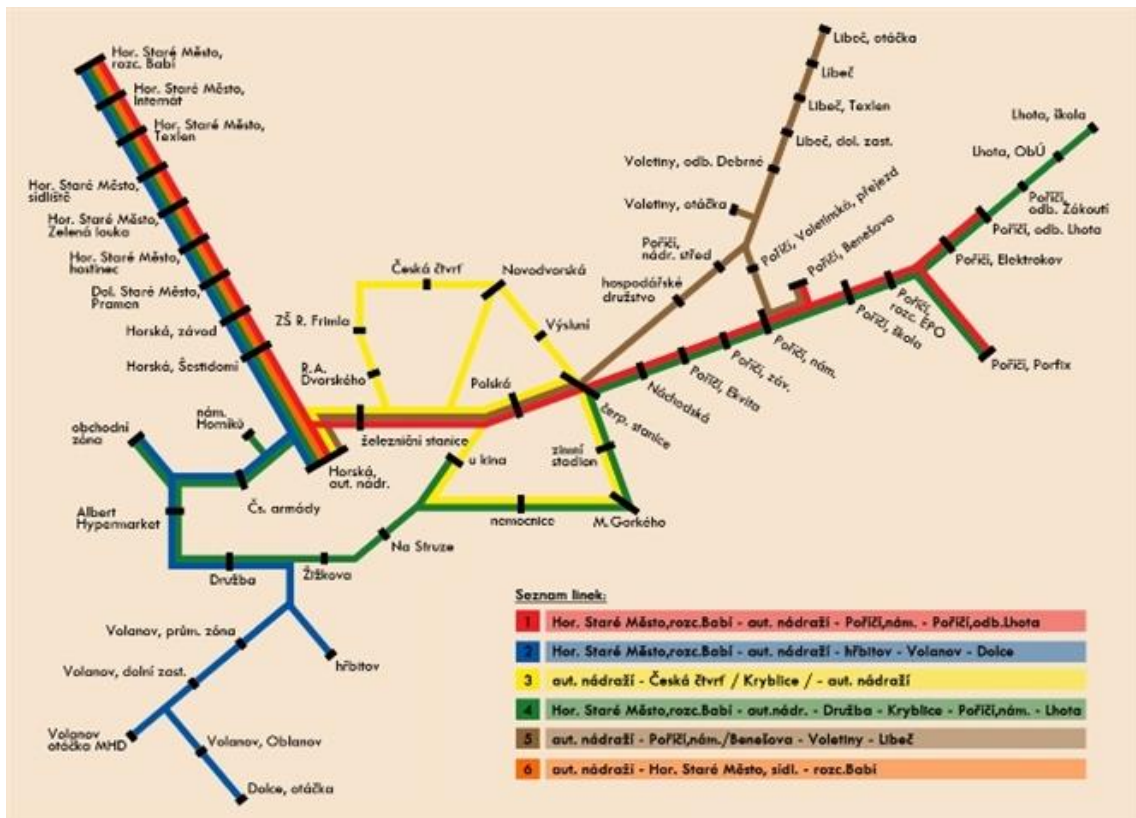 Hor. Staré Město,
rozc. Babí
Hor. Staré Město,
Internát
Hor. Staré Město,
Texlen
Hor. Staré Město,
sídliště
Hor. Staré Město,
Zelená louka
Hor. Staré Město,
hostinec
Dol. Staré Město,
Pramen
Horská, závod
Horská, Šestidomí
nám.
Horníků
obchodní
zóna
Albert
Hypermarket
Čs. armády
Horská,
aut. nádr.
železniční stanice
R.A.
Dvorského
ZŠ R. Frimla
Česká čtvrť
Novodvorská
Výsluní
Polská
u kina
zimní
stadion
čerp. stanice
nemocnice
M. Gorkého
Na Struze
Žižkova
Družba
Volanov, prům. zóna
hřbitov
Volanov, dolní zast.
Volanov
otáčka MHD
Volanov, Oblanov
Dolce, otáčka
Libeč, otáčka
Libeč
Libeč, Texlen
Libeč, dol. zast.
Voletiny, odb. Debrné
Voletiny, otáčka
Poříčí,
nádr. střed
hospodářské
družstvo
Poříčí, Voletinská, přejezd
Poříčí, Benešova
Lhota, škola
Lhota, ObÚ
Poříčí,
odb. Zákoutí
Poříčí, odb. Lhota
Poříčí, Elektrokov
Poříčí,
rozc. EPO
Poříčí, škola
Poříčí, Porfix
Poříčí, nám.
Poříčí, záv.
Poříčí, Ekvita
Náchodská
Seznam linek:
1 Hor. Staré Město,rozc.Babí - aut. nádraží - Poříčí,nám. - Poříčí,odb.Lhota
2 Hor. Staré Město,rozc.Babí - aut. nádraží - hřbitov - Volanov - Dolce
3 aut. nádraží - Česká čtvrť / Kryblice / - aut. nádraží
4 Hor. Staré Město,rozc.Babí - aut.nádr. - Družba - Kryblice - Poříčí,nám. - Lhota
5 aut. nádraží - Poříčí,nám./Benešova - Voletiny - Libeč
6 aut. nádraží - Hor. Staré Město, sídl. - rozc.Babí